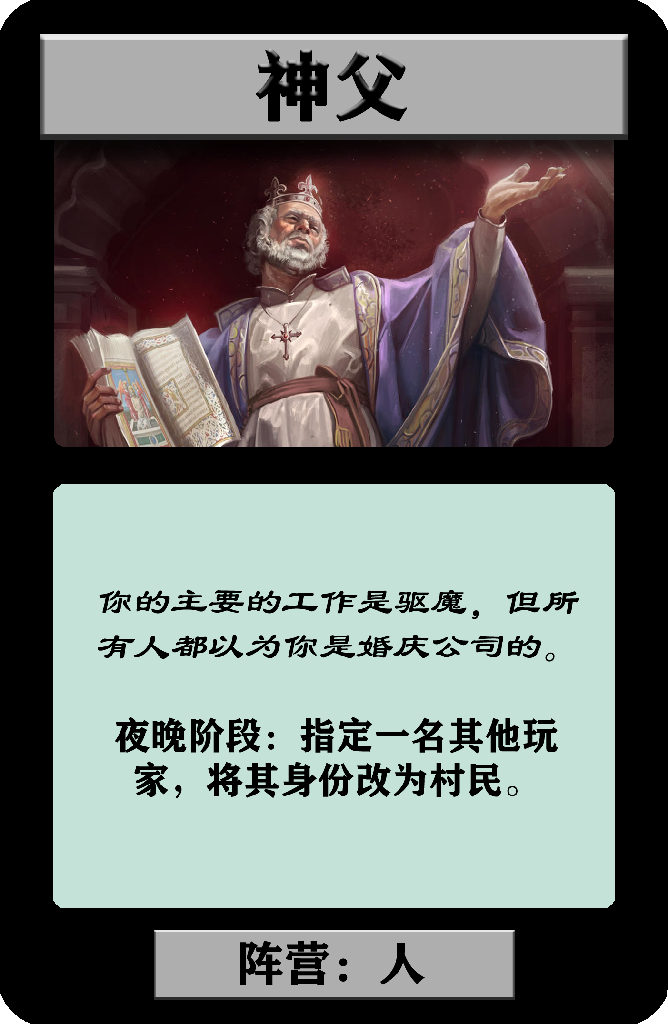 神父
你的主要的工作是驱魔，但所
有人都以为你是婚庆公司的。
夜晚阶段：指定一名其他玩
家，将其身份改为村民。
阵营：人